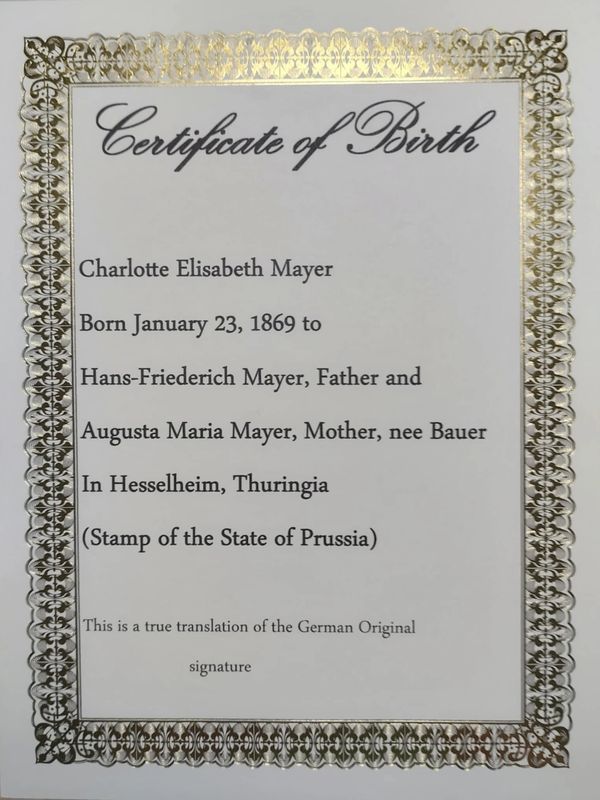 Certificate of Birth
Charlotte Elisabeth Mayer
Born January 23, 1869 to
Hans-Friederich Mayer, Father and
Augusta Maria Mayer, Mother, nee Bauer
In Hesselheim, Thuringia
(Stamp of the State of Prussia)
This is a true translation of the German Original
signature